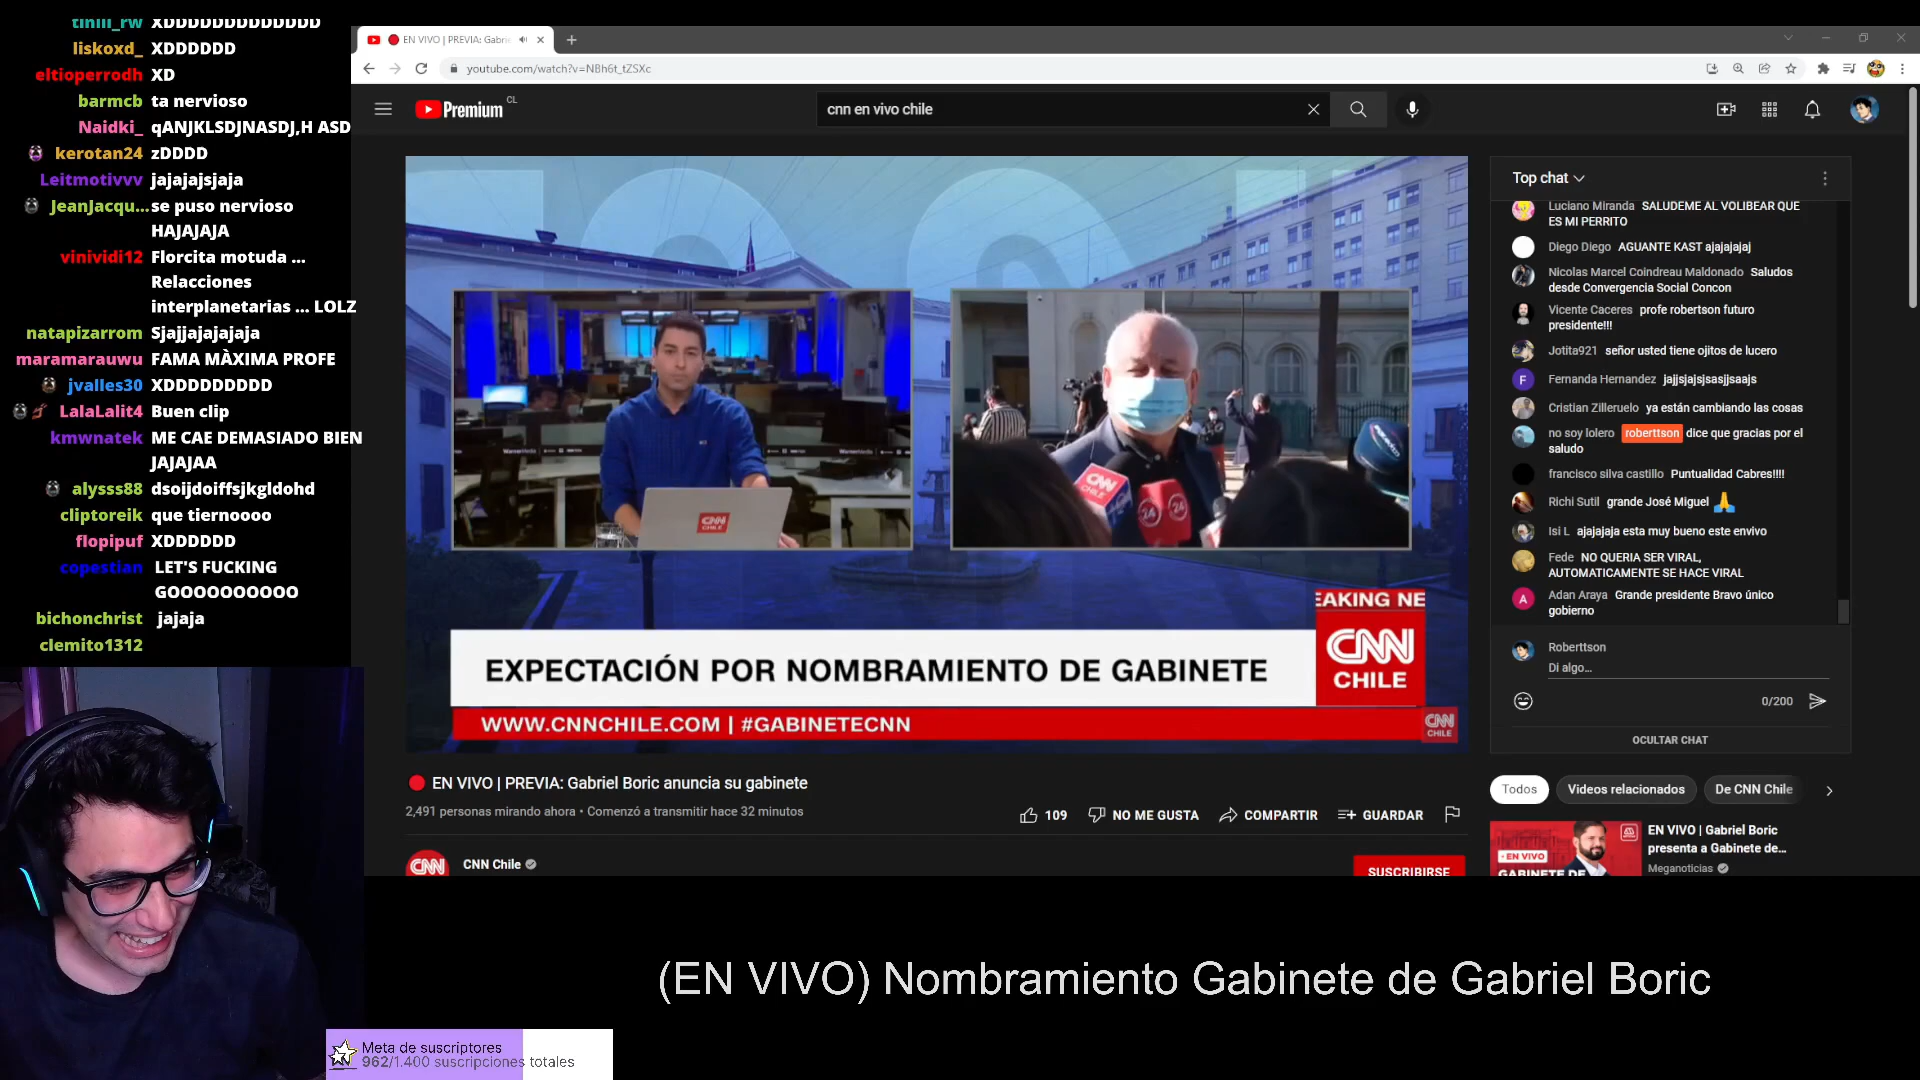 tinlll_rw XDDDDDDDDDDDDD
liskoxd_ XDDDDDD
eltioperrodh XD
barmcb ta nervioso
Naidki_ qANJKLSDJNASDJ,H ASD
kerotan24 zDDDD
Leitmotivvv jajajajsjaja
JeanJacqu... se puso nervioso
HAJAJAJA
vinividi12 Florcita motuda ...
Relacciones
interplanetarias ... LOLZ
natapizarrom Sjajjajajajaja
maramarauwu FAMA MÀXIMA PROFE
jvalles30 XDDDDDDDDDD
LalaLalit4 Buen clip
kmwnatek ME CAE DEMASIADO BIEN
JAJAJAA
alysss88 dsoijdoiffsjkgldohd
cliptoreik que tiernoooo
flopipuf XDDDDDD
copestian LET'S FUCKING
GOOOOOOOOOO
bichonchrist jajaja
clemito1312
EN VIVO | PREVIA: Gabrie
youtube.com/watch?v=NBh6t_tZSXc
Premium CL
cnn en vivo chile
CNN CHILE
24
EAKING NE
CNN
CHILE
EXPECTACIÓN POR NOMBRAMIENTO DE GABINETE
WWW.CNNCHILE.COM | #GABINETECNN
CNN
CHILE
EN VIVO | PREVIA: Gabriel Boric anuncia su gabinete
2,491 personas mirando ahora • Comenzó a transmitir hace 32 minutos
109 NO ME GUSTA COMPARTIR GUARDAR
CNN CNN Chile
SUSCRIBIRSE
Top chat
Luciano Miranda SALUDEME AL VOLIBEAR QUE
ES MI PERRITO
Diego Diego AGUANTE KAST ajajajajaj
Nicolas Marcel Coindreau Maldonado Saludos
desde Convergencia Social Concon
Vicente Caceres profe robertson futuro
presidente!!!
Jotita921 señor usted tiene ojitos de lucero
F Fernanda Hernandez jajjsjajsjsasjjsaajs
Cristian Zilleruelo ya están cambiando las cosas
no soy lolero roberttson dice que gracias por el
saludo
francisco silva castillo Puntualidad Cabres!!!!
Richi Sutil grande José Miguel
Isi L ajajajaja esta muy bueno este envivo
Fede NO QUERIA SER VIRAL,
AUTOMATICAMENTE SE HACE VIRAL
A Adan Araya Grande presidente Bravo único
gobierno
Roberttson
Di algo...
0/200
OCULTAR CHAT
Todos Videos relacionados De CNN Chile
EN VIVO
GABINETE DE
EN VIVO | Gabriel Boric
presenta a Gabinete de...
Meganoticias
(EN VIVO) Nombramiento Gabinete de Gabriel Boric
Meta de suscriptores
962/1.400 suscripciones totales